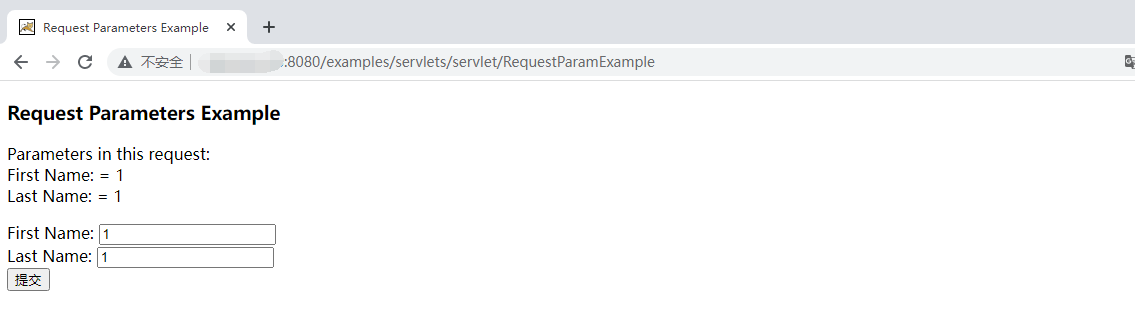 Request Parameters Example
不安全 :8080/examples/servlets/servlet/RequestParamExample
Request Parameters Example
Parameters in this request:
First Name: = 1
Last Name: = 1
First Name: 1
Last Name: 1
提交